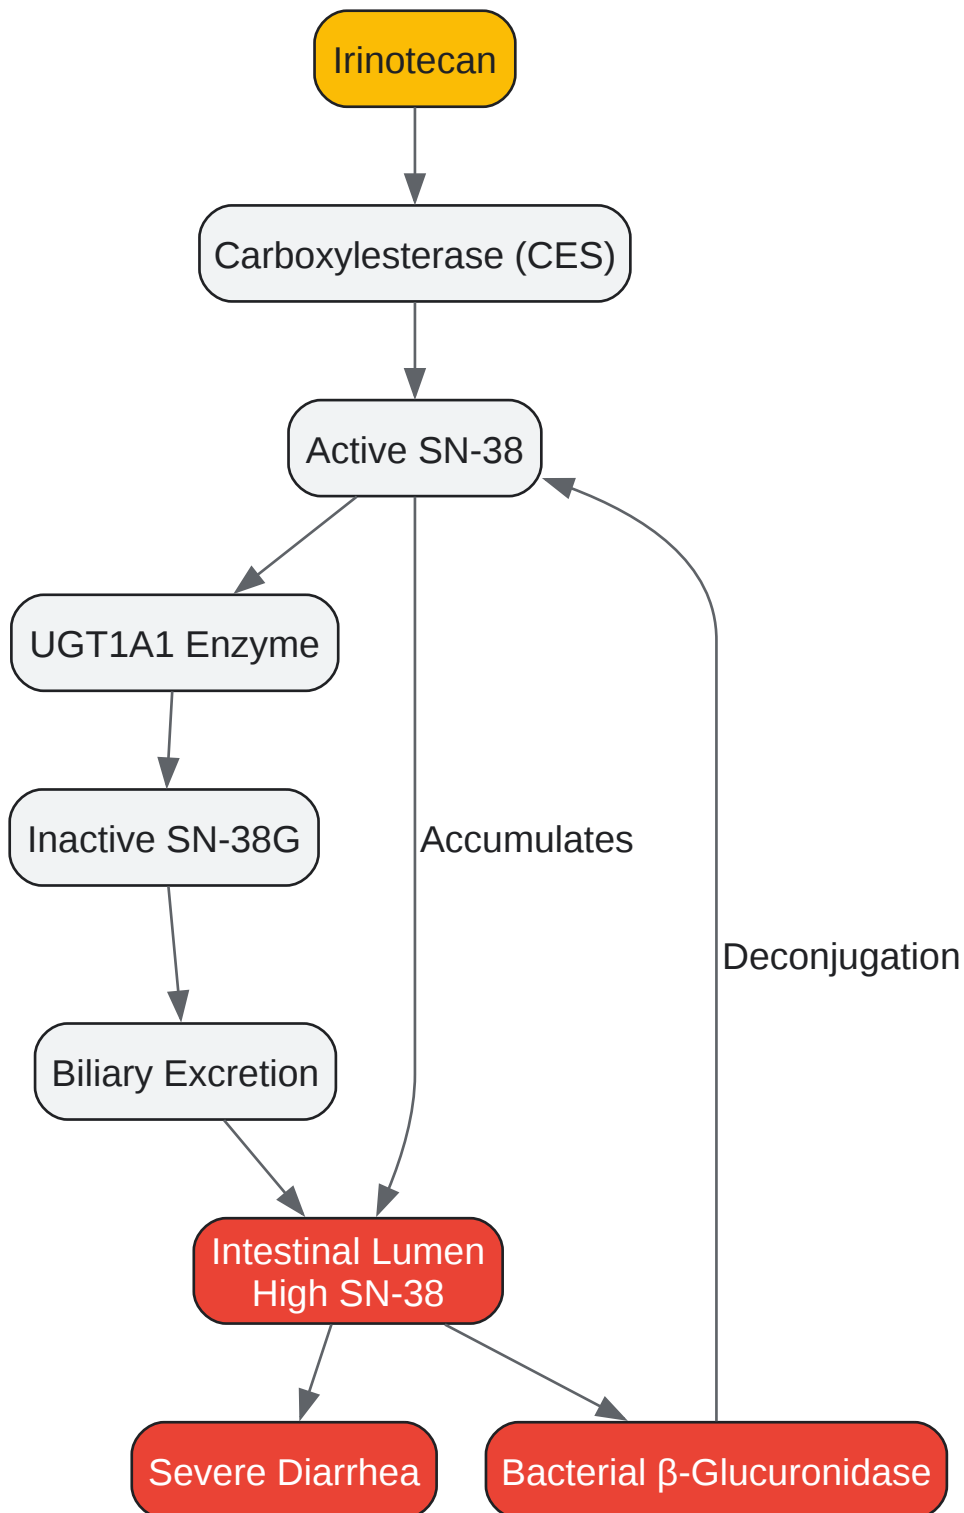 Irinotecan
Carboxylesterase (CES)
Active SN-38
UGT1A1 Enzyme
Inactive SN-38G
Accumulates
Deconjugation
Biliary Excretion
Intestinal Lumen
High SN-38
Severe Diarrhea
Bacterial β-Glucuronidase